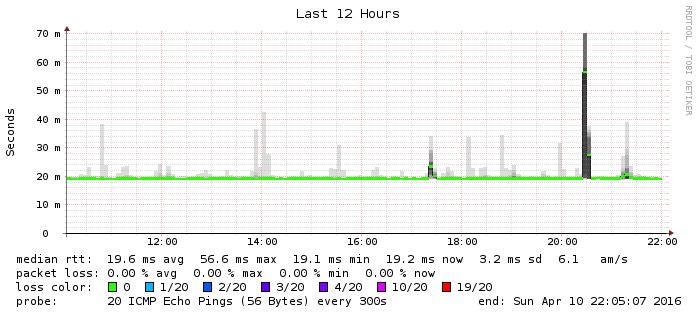 Last 12 Hours
RRDTOOL / TOBI OETIKER
Seconds
70 m
60 m
50 m
40 m
30 m
20 m
10 m
0
12:00 14:00 16:00 18:00 20:00 22:00
median rtt: 19.6 ms avg 56.6 ms max 19.1 ms min 19.2 ms now 3.2 ms sd 6.1 am/s
packet loss: 0.00 % avg 0.00 % max 0.00 % min 0.00 % now
loss color: 0 1/20 2/20 3/20 4/20 10/20 19/20
probe: 20 ICMP Echo Pings (56 Bytes) every 300s end: Sun Apr 10 22:05:07 2016